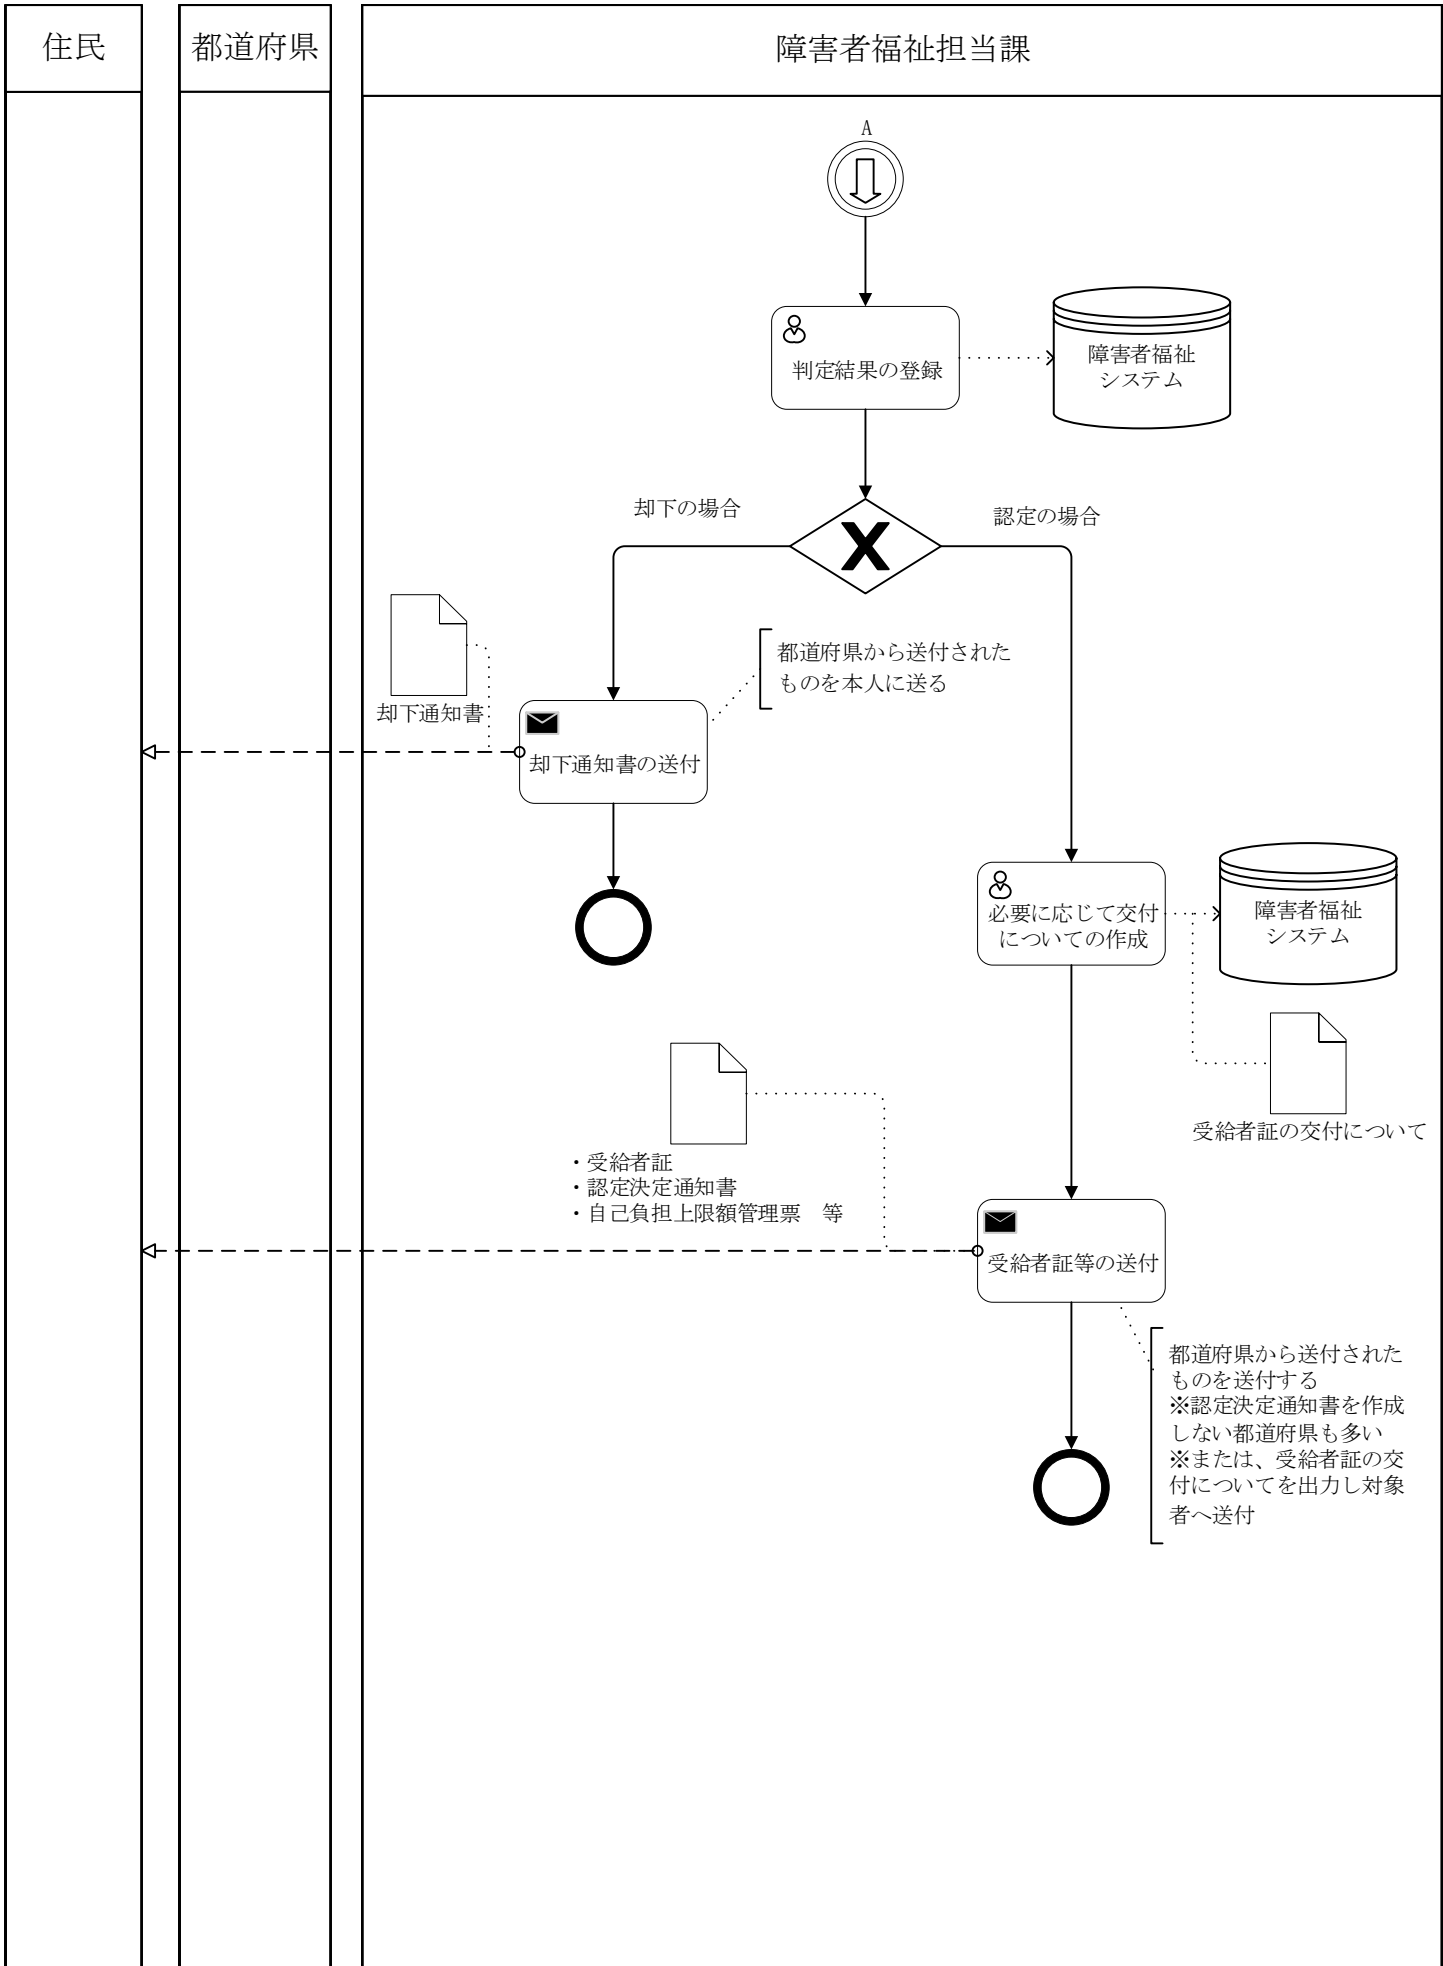 住民
都道府県
障害者福祉担当課
A
判定結果の登録
障害者福祉
システム
却下の場合
認定の場合
都道府県から送付された
ものを本人に送る
却下通知書
却下通知書の送付
必要に応じて交付
についての作成
障害者福祉
システム
受給者証の交付について
・受給者証
・認定決定通知書
・自己負担上限額管理票　等
受給者証等の送付
都道府県から送付された
ものを送付する
※認定決定通知書を作成
しない都道府県も多い
※または、受給者証の交
付についてを出力し対象
者へ送付